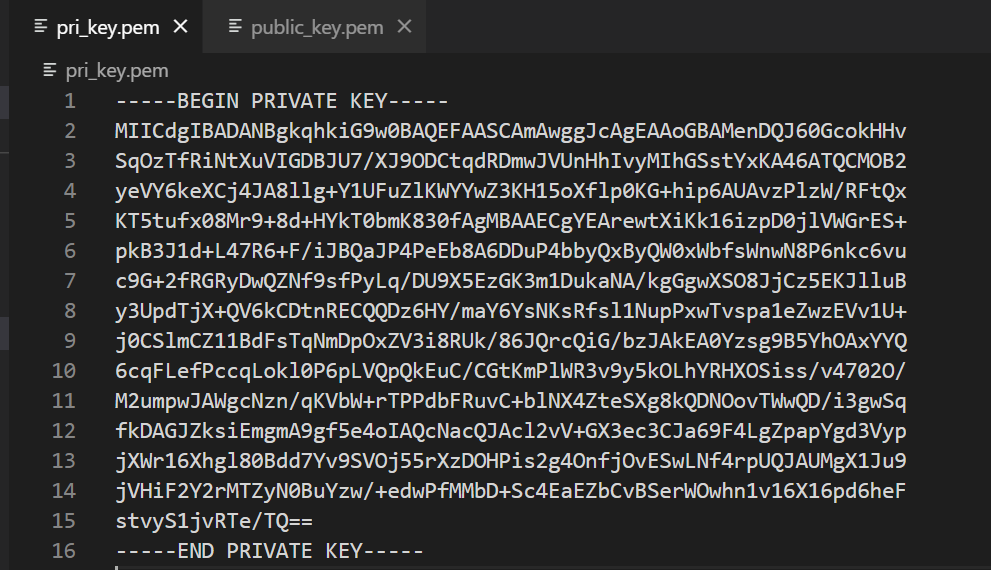 pri_key.pem
public_key.pem
pri_key.pem
1 -----BEGIN PRIVATE KEY-----
2 MIICdgIBADANBgkqhkiG9w0BAQEFAASCAmAwggJcAgEAAoGBAMenDQJ60GcokHHv
3 SqOzTfRiNtXuVIGDBJU7/XJ9ODCtqdRDmwJVUnHhIvyMIhGSstYxKA46ATQCMOB2
4 yeVY6keXCj4JA8llg+Y1UFuZlKWYYwZ3KH15oXflp0KG+hip6AUAvzPlzW/RFtQx
5 KT5tufx08Mr9+8d+HYkT0bmK830fAgMBAAECgYEArewtXiKk16izpD0jlVWGrES+
6 pkB3J1d+L47R6+F/iJBQaJP4PeEb8A6DDuP4bbyQxByQW0xWbfsWnwN8P6nkc6vu
7 c9G+2fRGRyDwQZNf9sfPyLq/DU9X5EzGK3m1DukaNA/kgGgwXSO8JjCz5EKJlluB
8 y3UpdTjX+QV6kCDtnRECQQDz6HY/maY6YsNKsRfsl1NupPxwTvspa1eZwzEVv1U+
9 j0CSlmCZ11BdFsTqNmDpOxZV3i8RUk/86JQrcQiG/bzJAkEA0Yzsg9B5YhOAxYYQ
10 6cqFLefPccqLokl0P6pLVQpQkEuC/CGtKmPlWR3v9y5kOLhYRHXOSiss/v4702O/
11 M2umpwJAWgcNzn/qKVbW+rTPPdbFRuvC+blNX4ZteSXg8kQDNOovTWwQD/i3gwSq
12 fkDAGJZksiEmgmA9gf5e4oIAQcNacQJAcl2vV+GX3ec3CJa69F4LgZpapYgd3Vyp
13 jXWr16Xhgl80Bdd7Yv9SVOj55rXzDOHPis2g4OnfjOvESwLNf4rpUQJAUMgX1Ju9
14 jVHiF2Y2rMTZyN0BuYzw/+edwPfMMbD+Sc4EaEZbCvBSerWOwhn1v16X16pd6heF
15 stvyS1jvRTe/TQ==
16 -----END PRIVATE KEY-----